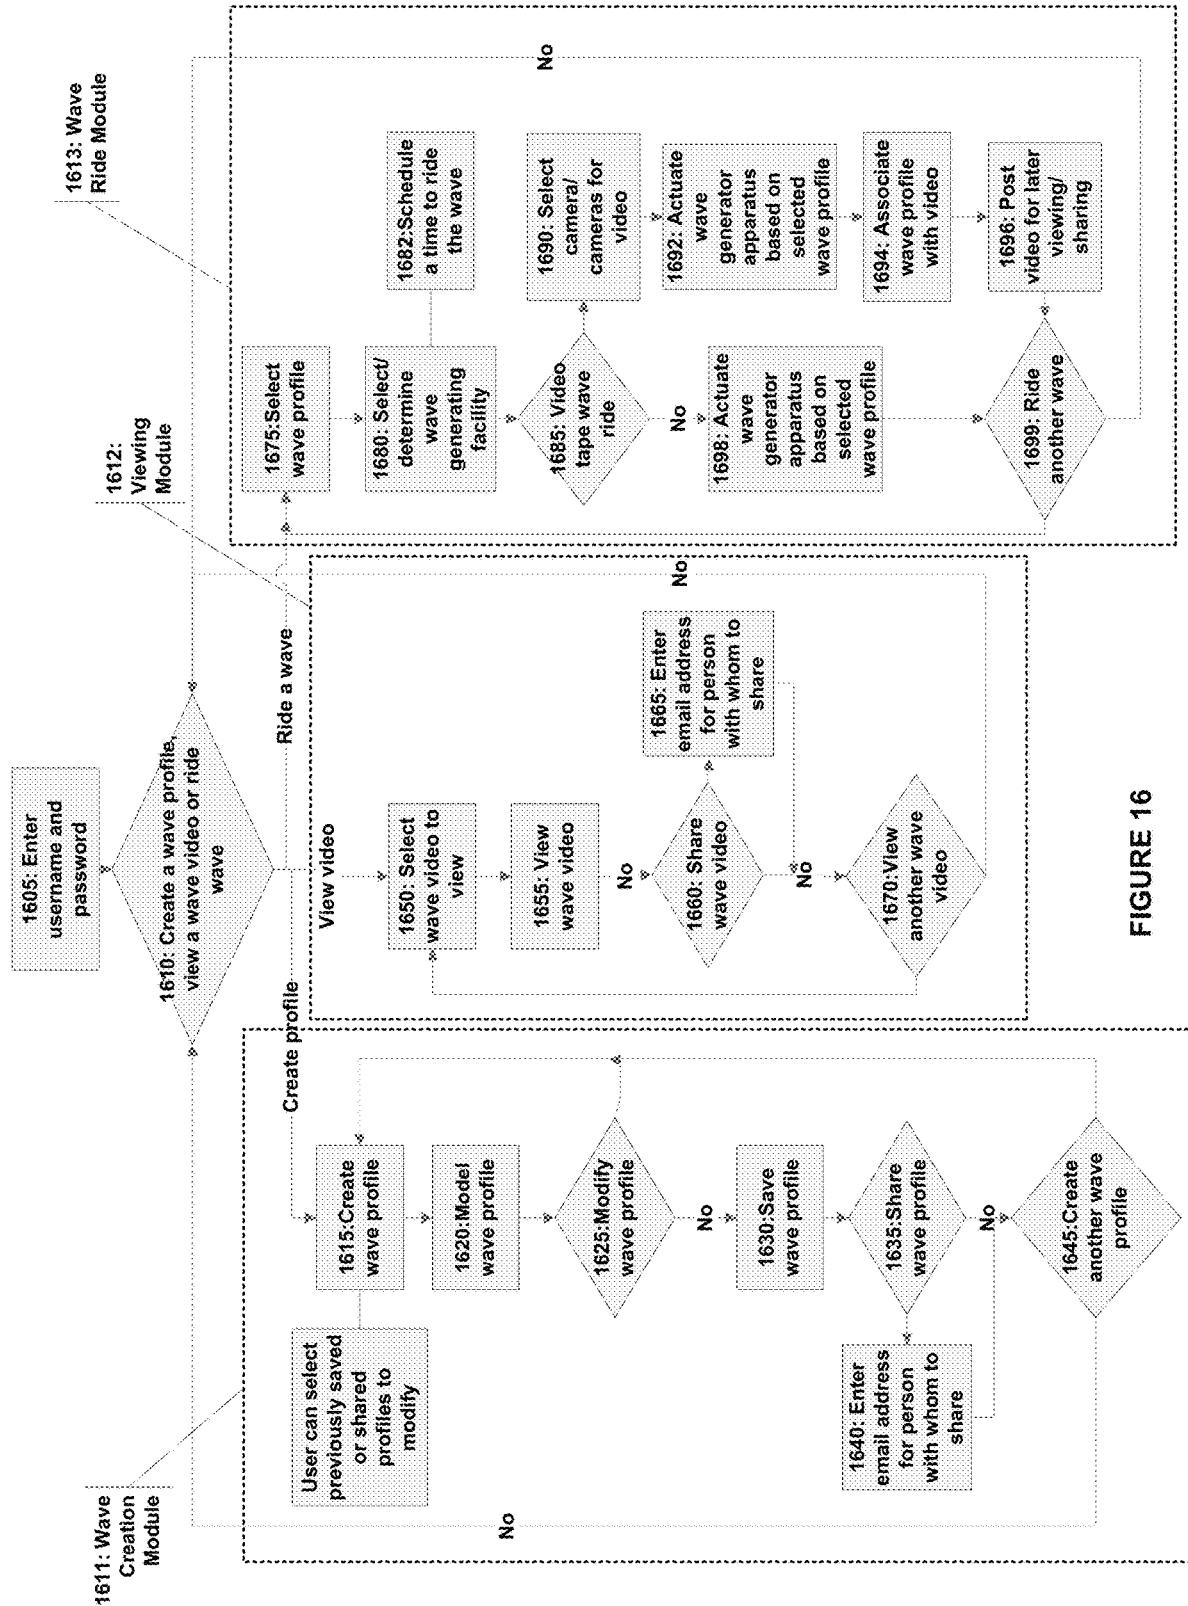 1605: Enter
username and
password
1610: Create a wave profile,
view a wave video or ride
wave
1611: Wave
Creation
Module
Create profile
User can select
previously saved
or shared
profiles to
modify
1615:Create
wave profile
1620:Model
wave profile
1625:Modify
wave profile
No
1630:Save
wave profile
1635:Share
wave profile
No
1640: Enter
email address
for person
with whom to
share
1645:Create
another wave
profile
No
1612:
Viewing
Module
View video
1650: Select
wave video to
view
1655: View
wave video
No
1660: Share
wave video
1665: Enter
email address
for person
with whom to
share
No
1670:View
another wave
video
No
1613: Wave
Ride Module
Ride a wave
1675:Select
wave profile
1680: Select/
determine
wave
generating
facility
1682:Schedule
a time to ride
the wave
1685: Video
tape wave
ride
1690: Select
camera/
cameras for
video
1692: Actuate
wave
generator
apparatus
based on
selected
wave profile
1694: Associate
wave profile
with video
1696: Post
video for later
viewing/
sharing
No
1698: Actuate
wave
generator
apparatus
based on
selected
wave profile
1699: Ride
another wave
No
FIGURE 16